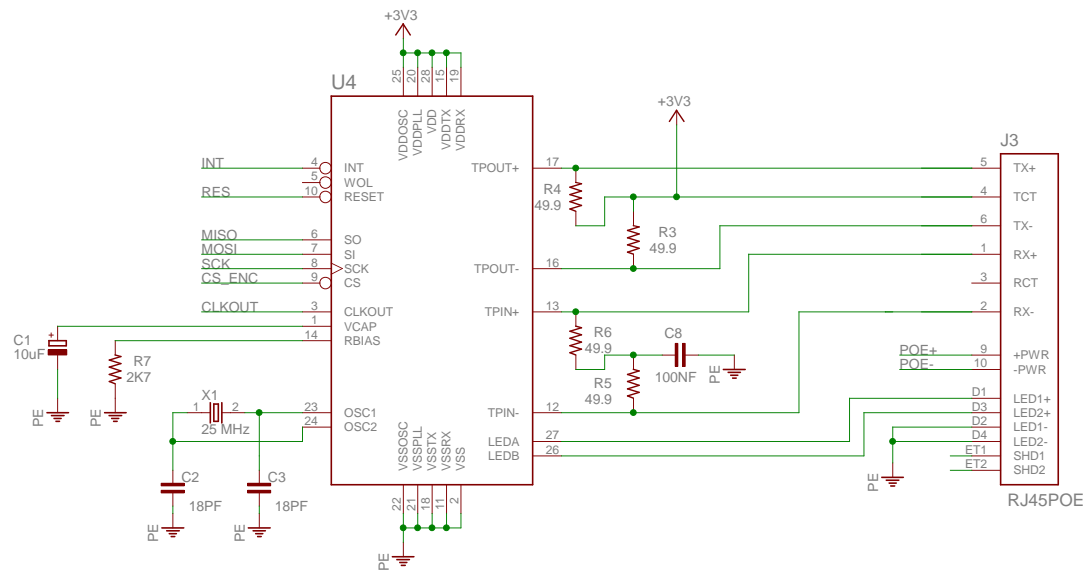 +3V3
U4
25
20
28
15
19
VDDOSC
VDDPLL
VDD
VDDTX
VDDRX
+3V3
J3
INT
4
INT
5
WOL
RES
10
RESET
MISO
6
SO
MOSI
7
SI
SCK
8
SCK
CS_ENC
9
CS
CLKOUT
3
CLKOUT
1
VCAP
14
RBIAS
23
OSC1
24
OSC2
TPOUT+
17
TPOUT-
16
TPIN+
13
TPIN-
12
LEDA
27
LEDB
26
VSSOSC
VSSPLL
VSSTX
VSSRX
VSS
22
21
18
11
2
PE
C1
+
10uF
PE
R7
2K7
PE
X1
1
2
25 MHz
C2
18PF
PE
C3
18PF
PE
R4
49.9
R3
49.9
R6
49.9
R5
49.9
C8
100NF
PE
5
TX+
4
TCT
6
TX-
1
RX+
3
RCT
2
RX-
POE+
9
+PWR
POE-
10
-PWR
D1
LED1+
D3
LED2+
D2
LED1-
D4
LED2-
ET1
SHD1
ET2
SHD2
PE
RJ45POE